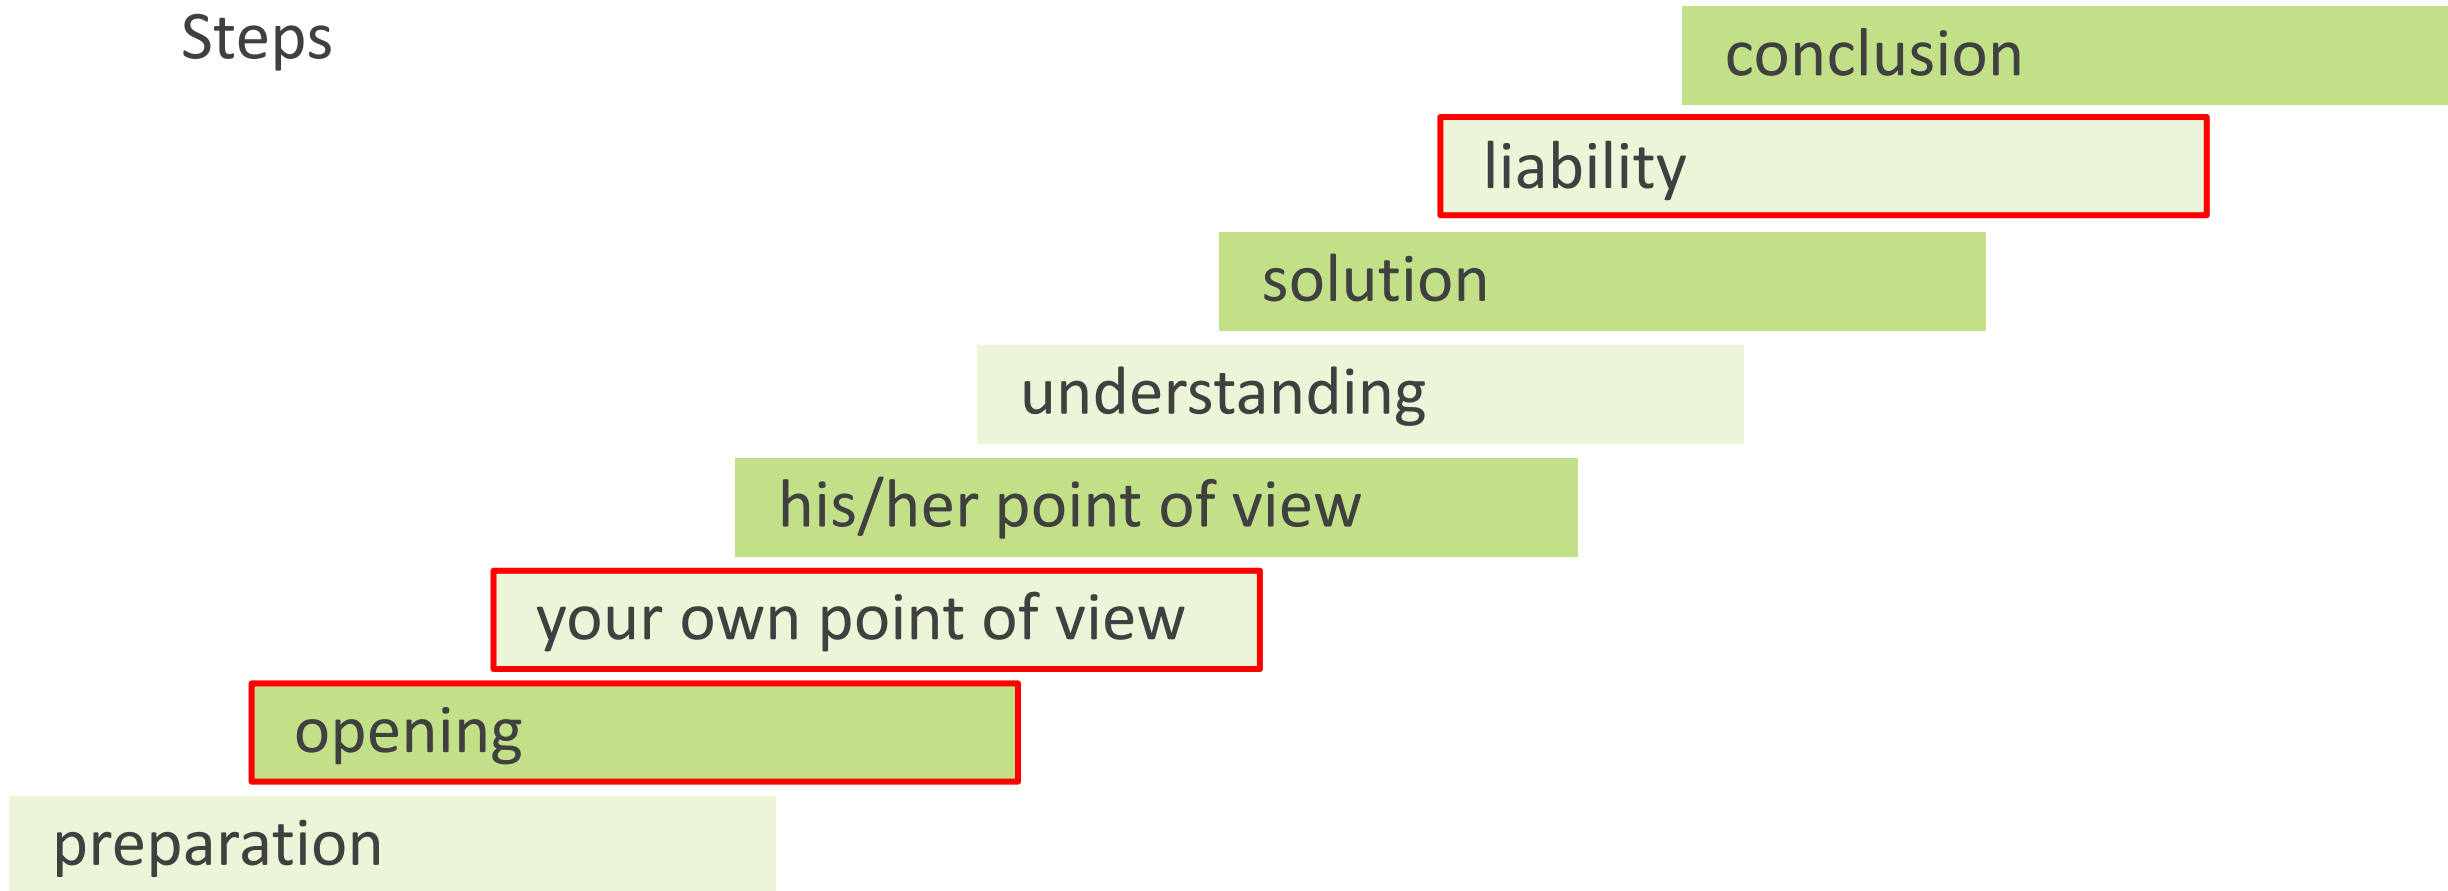 Steps
conclusion
liability
solution
understanding
his/her point of view
your own point of view
opening
preparation